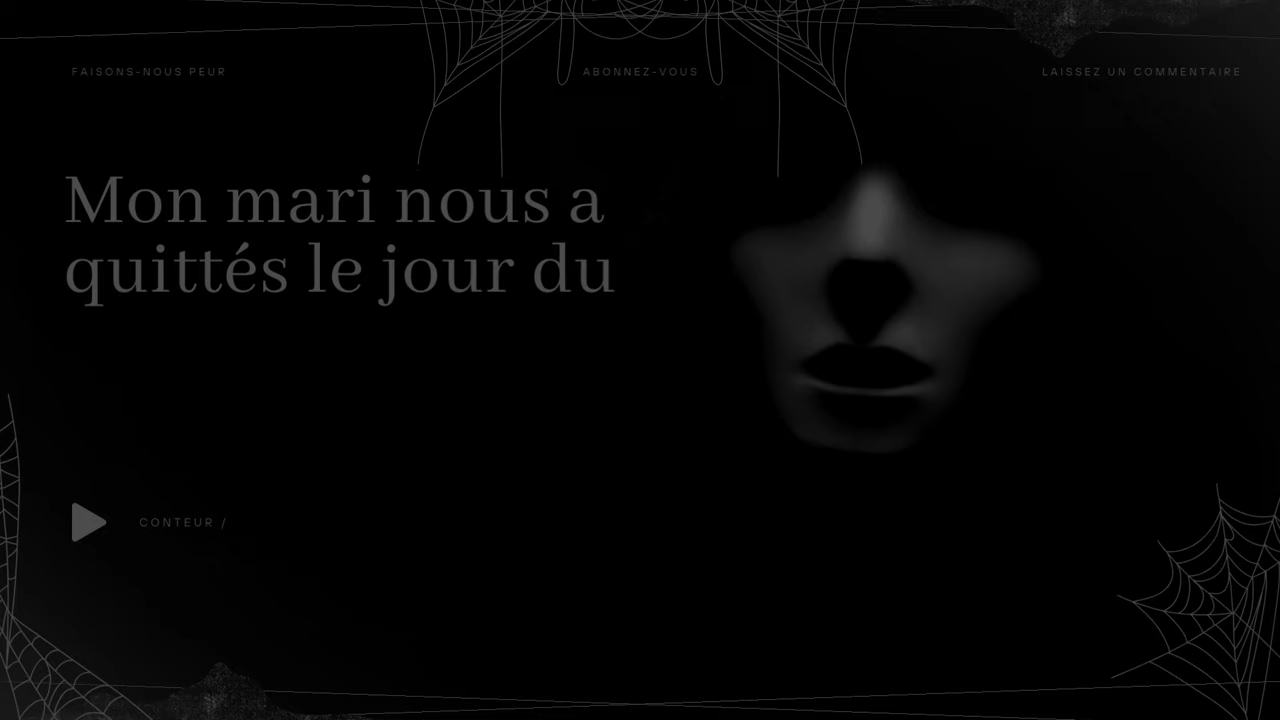 FAISONS-NOUS PEUR
ABONNEZ-VOUS
LAISSEZ UN COMMENTAIRE
Mon mari nous a
quittés le jour du
CONTEUR /